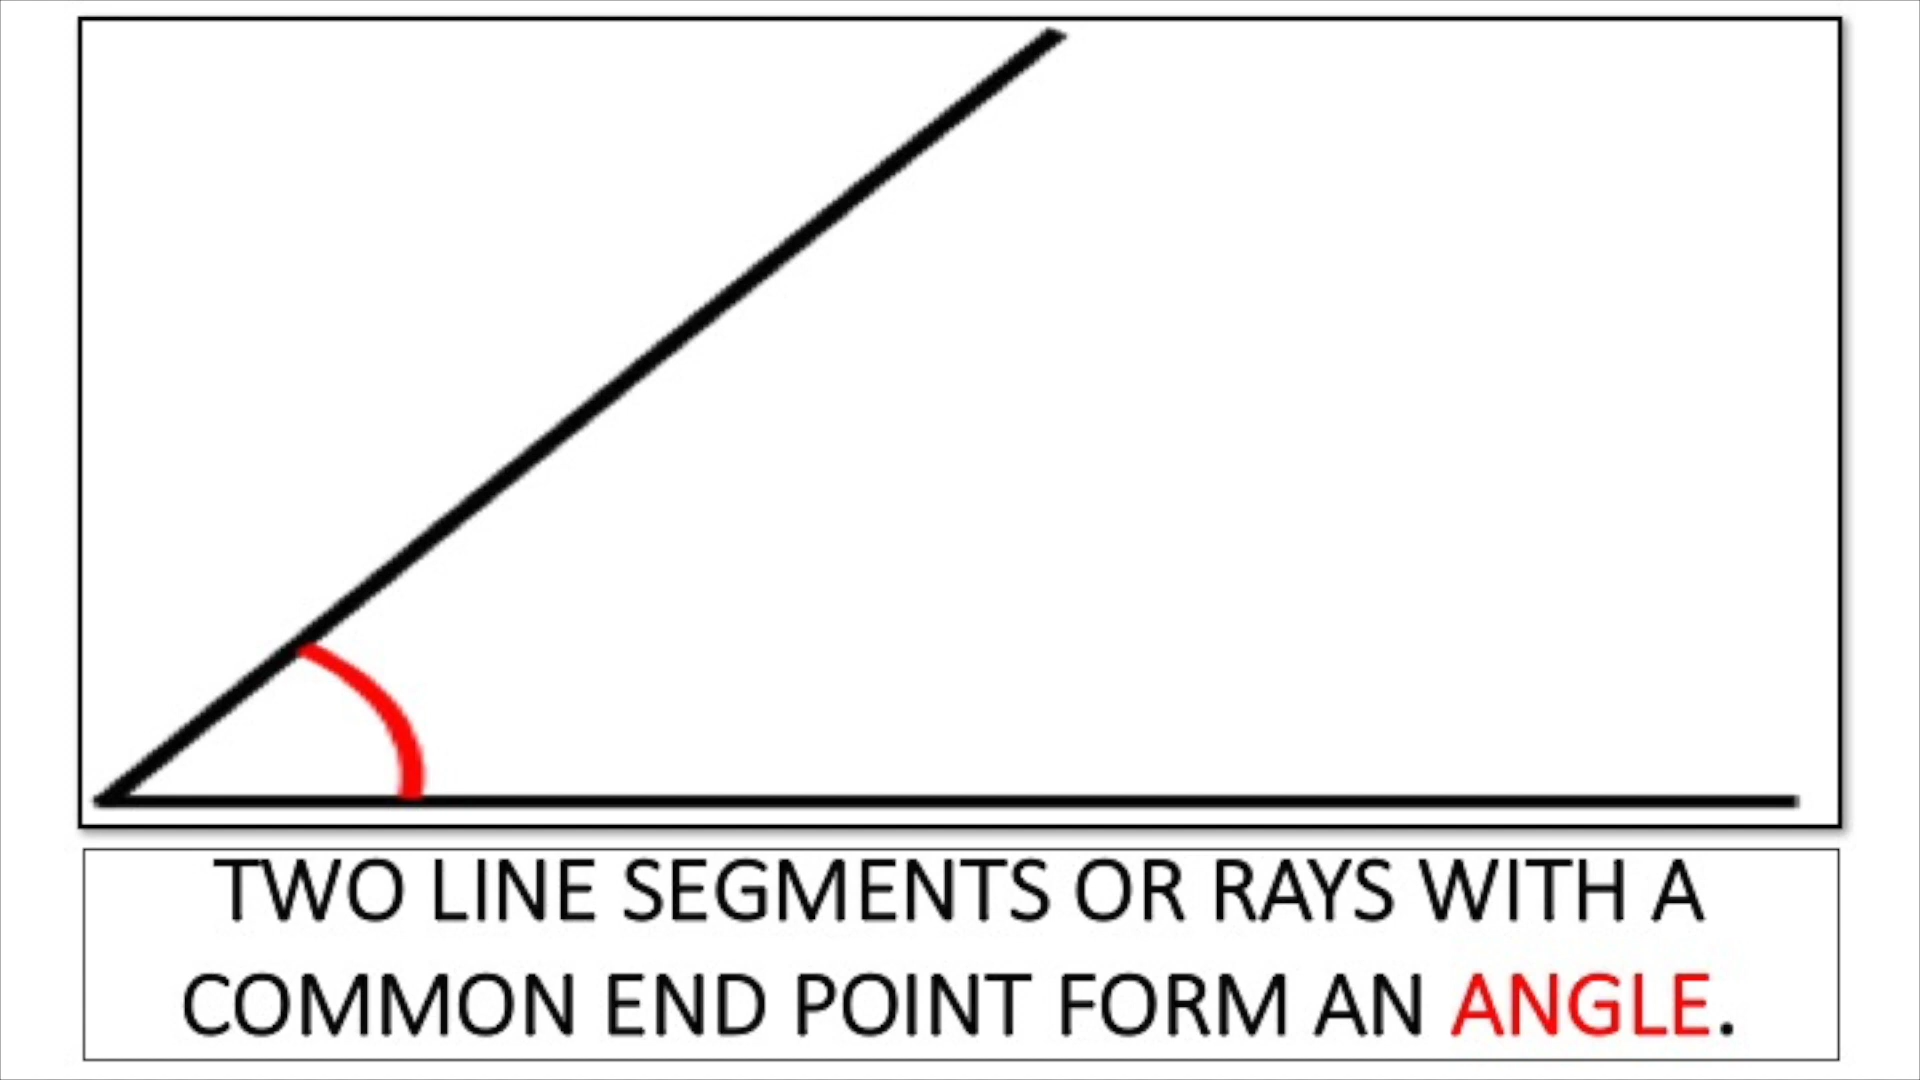 TWO LINE SEGMENTS OR RAYS WITH A
COMMON END POINT FORM AN ANGLE.